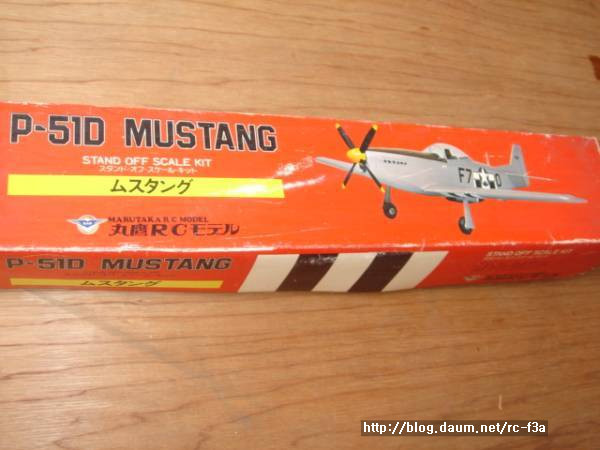 P-51D MUSTANG
STAND OFF SCALE KIT
スタンド・オフ・スケール・キット
ムスタング
MARUTAKA R C MODEL
丸鷹RCモデル
F7 O
P-51D MUSTANG
ムスタング
STAND OFF SCALE KIT
http://blog.daum.net/rc-f3a